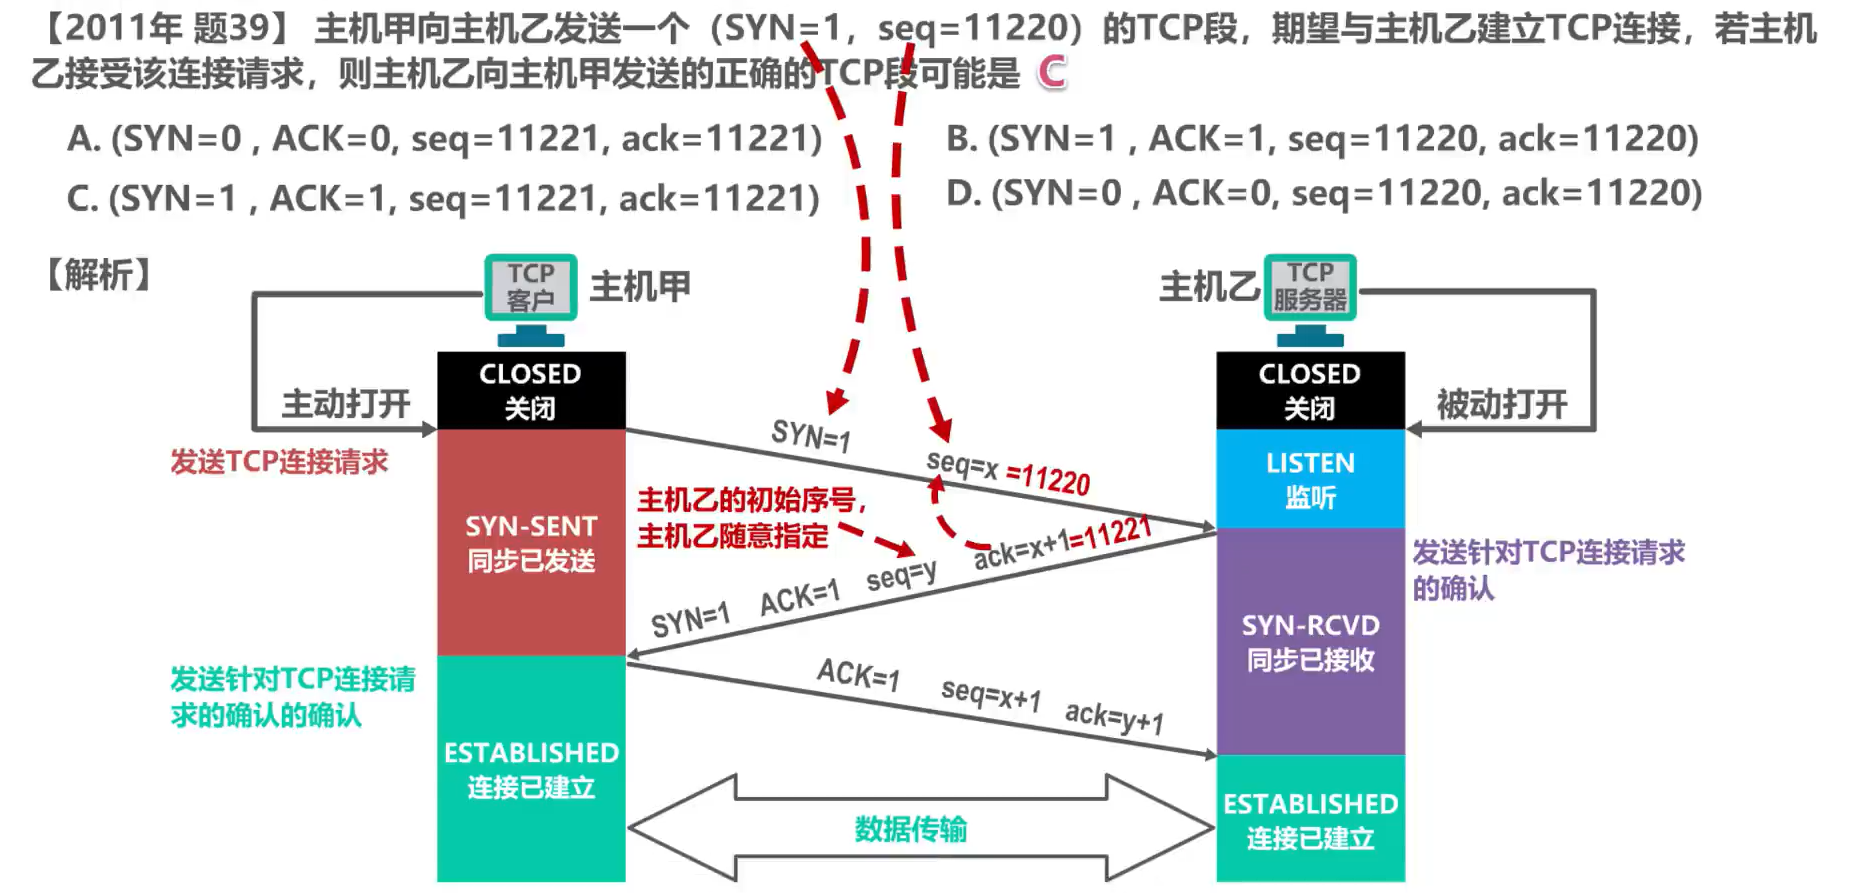 【2011年 题39】 主机甲向主机乙发送一个（SYN=1，seq=11220）的TCP段，期望与主机乙建立TCP连接，若主机
乙接受该连接请求，则主机乙向主机甲发送的正确的TCP段可能是 C
A. (SYN=0 , ACK=0, seq=11221, ack=11221)
B. (SYN=1 , ACK=1, seq=11220, ack=11220)
C. (SYN=1 , ACK=1, seq=11221, ack=11221)
D. (SYN=0 , ACK=0, seq=11220, ack=11220)
【解析】
TCP
客户
主机甲
主机乙
TCP
服务器
CLOSED
关闭
CLOSED
关闭
主动打开
被动打开
发送TCP连接请求
SYN=1
seq=x =11220
LISTEN
监听
SYN-SENT
同步已发送
主机乙的初始序号，
主机乙随意指定
SYN=1 ACK=1 seq=y ack=x+1=11221
发送针对TCP连接请求
的确认
SYN-RCVD
同步已接收
发送针对TCP连接请
求的确认的确认
ACK=1 seq=x+1 ack=y+1
ESTABLISHED
连接已建立
数据传输
ESTABLISHED
连接已建立